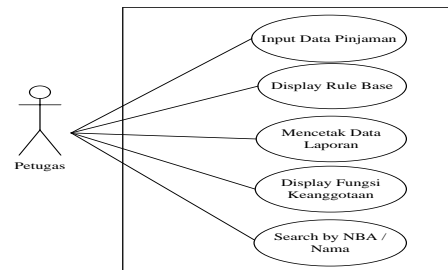 Input Data Pinjaman
Display Rule Base
Mencetak Data
Laporan
Petugas
Display Fungsi
Keanggotaan
Search by NBA /
Nama